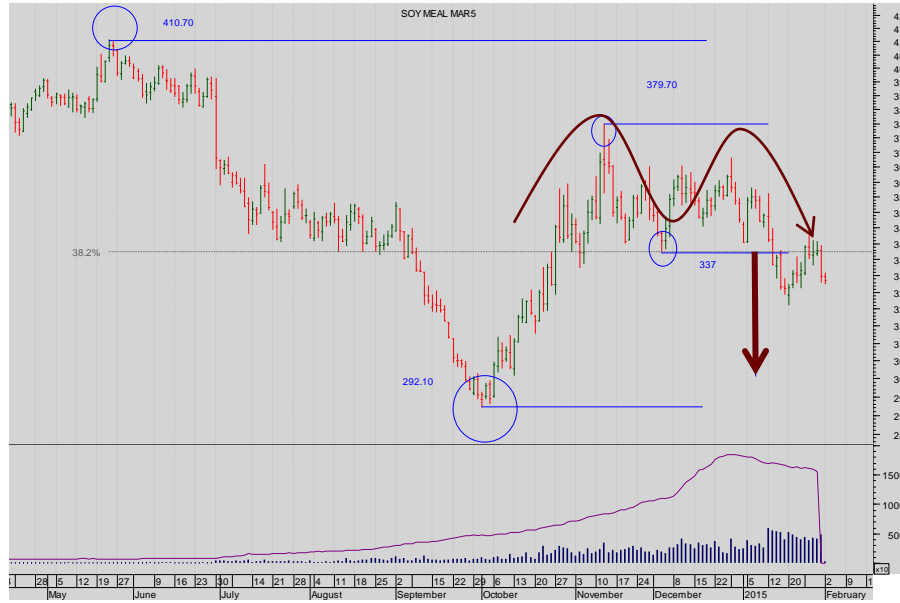 SOY MEAL MAR5
410.70
379.70
38.2%
337
292.10
1500
1000
500
x10
28 5 12 19 27 9 16 23 30 14 21 28 4 11 18 25 2 15 22 29 6 13 20 27 3 10 17 24 1 8 15 22 29 5 12 20 2 9 1
May June July August September October November December 2015 February